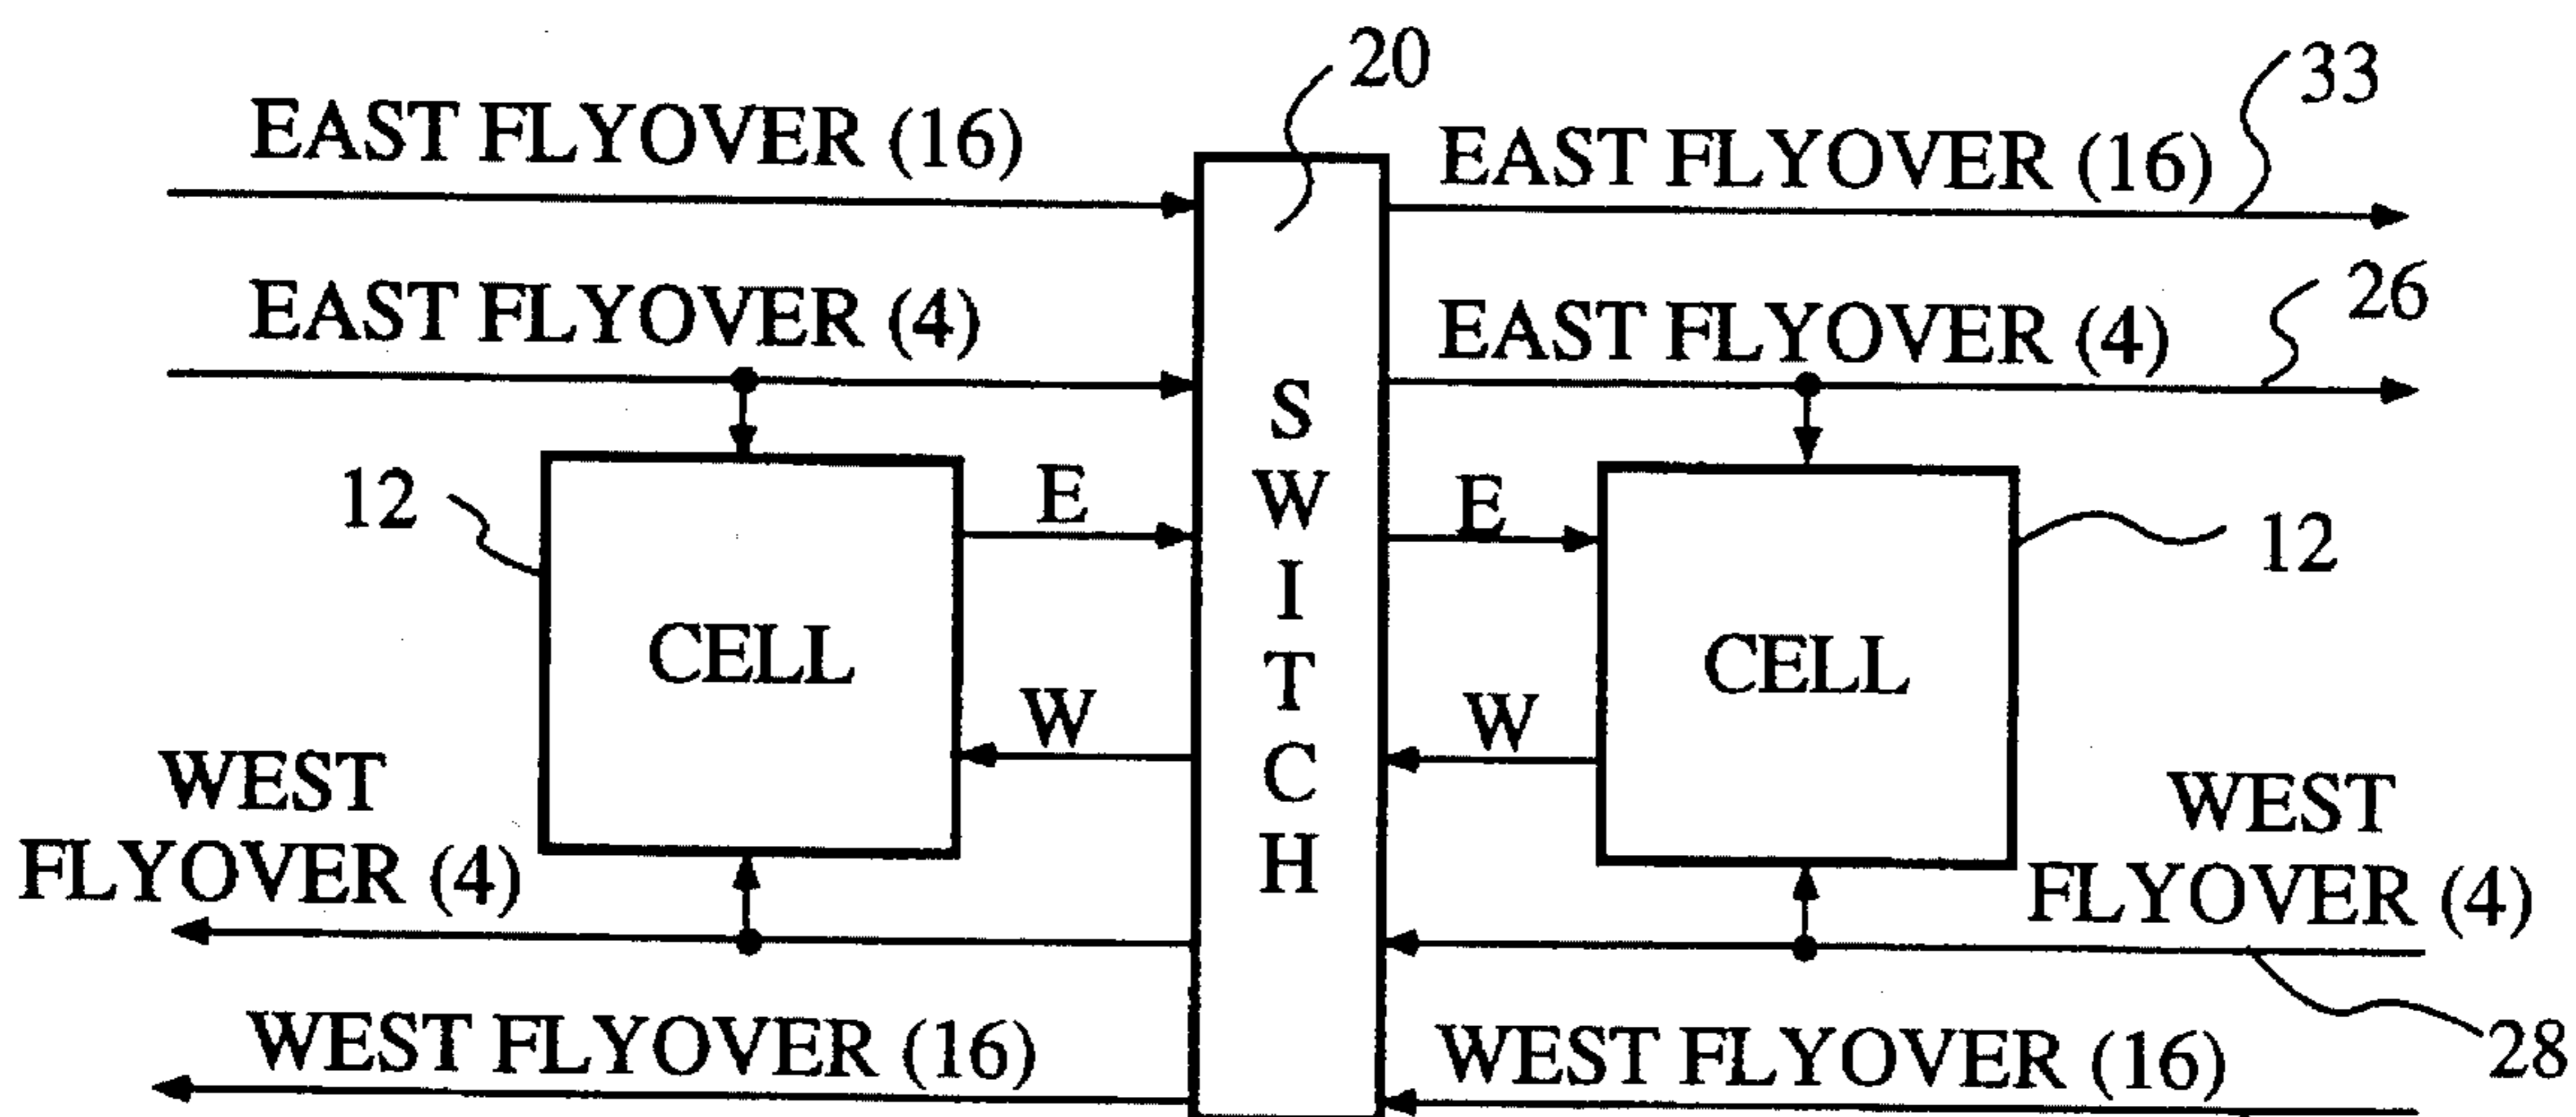 20
33
EAST FLYOVER (16)
EAST FLYOVER (16)
EAST FLYOVER (4)
EAST FLYOVER (4)
26
12
E
E
12
SWITCH
CELL
CELL
W
W
WEST
FLYOVER (4)
WEST
FLYOVER (4)
WEST FLYOVER (16)
WEST FLYOVER (16)
28